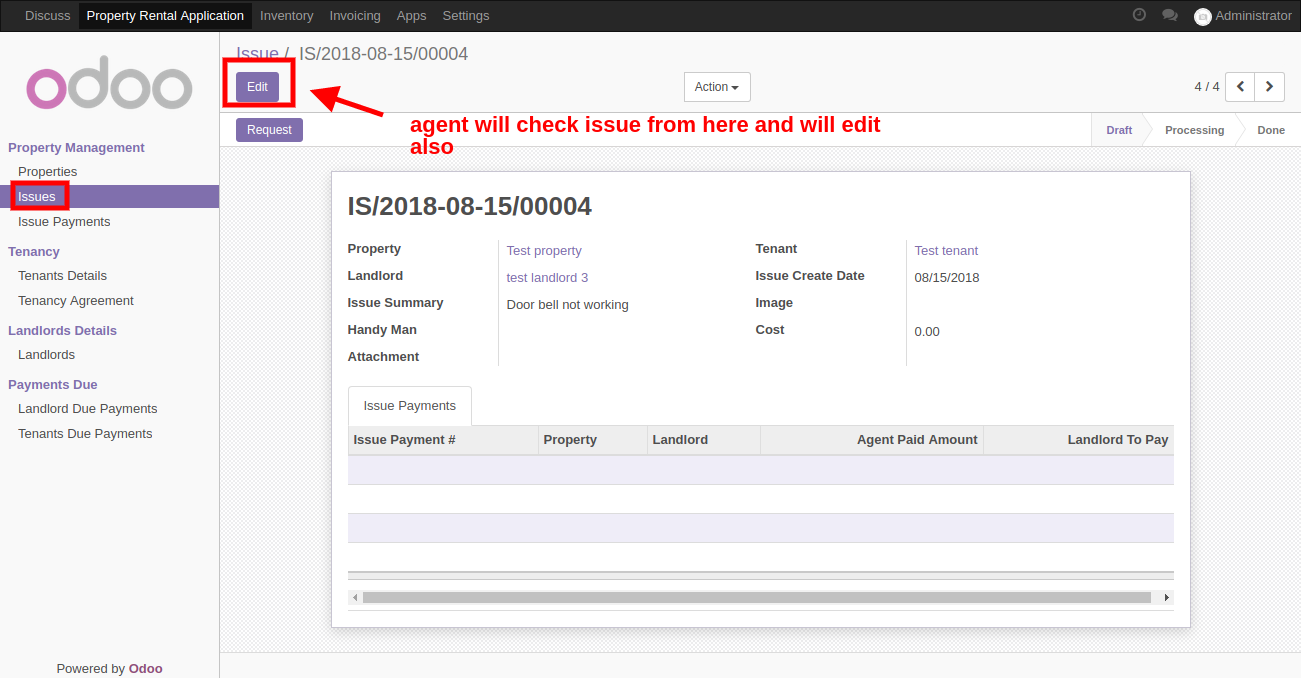 Discuss Property Rental Application Inventory Invoicing Apps Settings Administrator
odoo
Property Management
Properties
Issues
Issue Payments
Tenancy
Tenants Details
Tenancy Agreement
Landlords Details
Landlords
Payments Due
Landlord Due Payments
Tenants Due Payments
Powered by Odoo
Issue / IS/2018-08-15/00004
Edit Action 4 / 4
agent will check issue from here and will edit
also
Request Draft Processing Done
IS/2018-08-15/00004
Property Test property Tenant Test tenant
Landlord test landlord 3 Issue Create Date 08/15/2018
Issue Summary Door bell not working Image
Handy Man Cost 0.00
Attachment
Issue Payments
Issue Payment # Property Landlord Agent Paid Amount Landlord To Pay